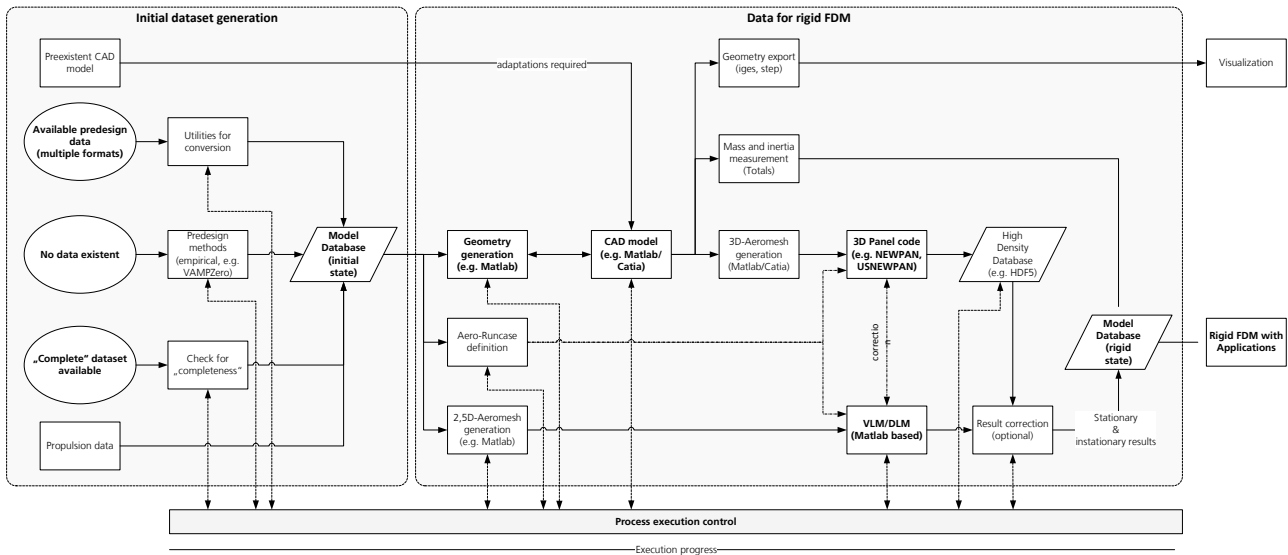 Initial dataset generation
Data for rigid FDM
Preexistent CAD
model
adaptations required
Geometry export
(iges, step)
Visualization
Available predesign
data
(multiple formats)
Utilities for
conversion
Mass and inertia
measurement
(Totals)
No data existent
Predesign
methods
(empirical, e.g.
VAMPZero)
Model
Database
(initial
state)
Geometry
generation
(e.g. Matlab)
CAD model
(e.g. Matlab/
Catia)
3D-Aeromesh
generation
(Matlab/Catia)
3D Panel code
(e.g. NEWPAN,
USNEWPAN)
High
Density
Database
(e.g. HDF5)
„Complete“ dataset
available
Check for
„completeness“
Aero-Runcase
definition
correctio
n
Model
Database
(rigid
state)
Rigid FDM with
Applications
Propulsion data
2,5D-Aeromesh
generation
(e.g. Matlab)
VLM/DLM
(Matlab based)
Result correction
(optional)
Stationary
&
instationary results
Process execution control
Execution progress